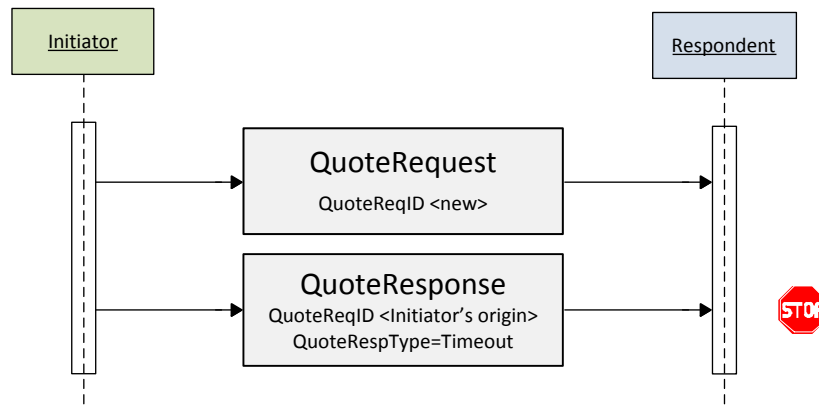 Initiator
Respondent
QuoteRequest
QuoteReqID <new>
QuoteResponse
QuoteReqID <Initiator’s origin>
QuoteRespType=Timeout
STOP